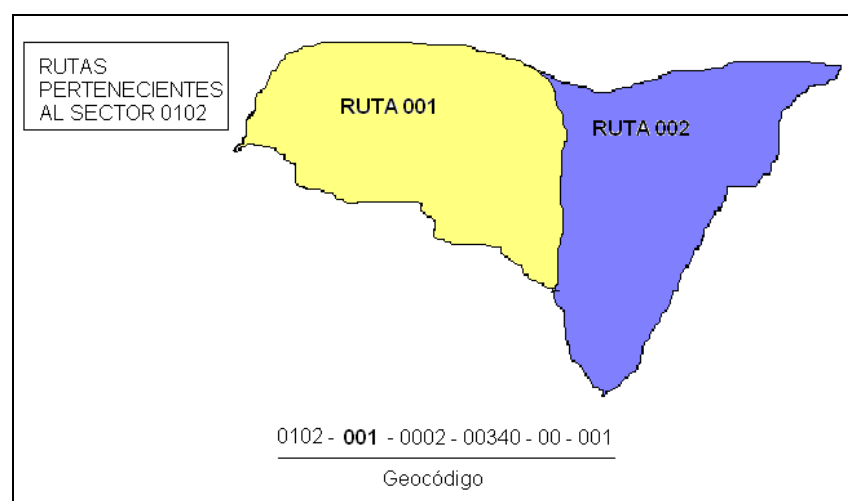 RUTAS
PERTENECIENTES
AL SECTOR 0102
RUTA 001
RUTA 002
0102 - 001 - 0002 - 00340 - 00 - 001
Geocódigo